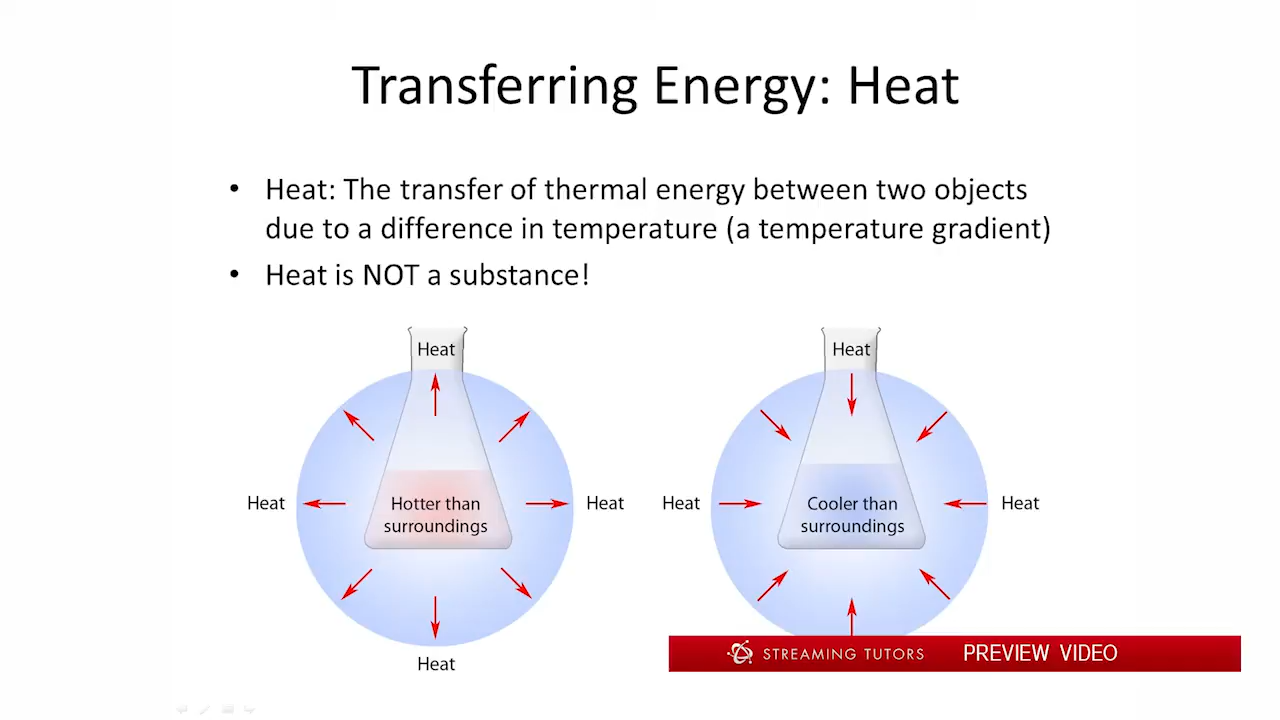 Transferring Energy: Heat
• Heat: The transfer of thermal energy between two objects
due to a difference in temperature (a temperature gradient)
• Heat is NOT a substance!
Heat
Heat
Hotter than
surroundings
Heat
Heat
Heat
Heat
Heat
Cooler than
surroundings
Heat
STREAMING TUTORS PREVIEW VIDEO